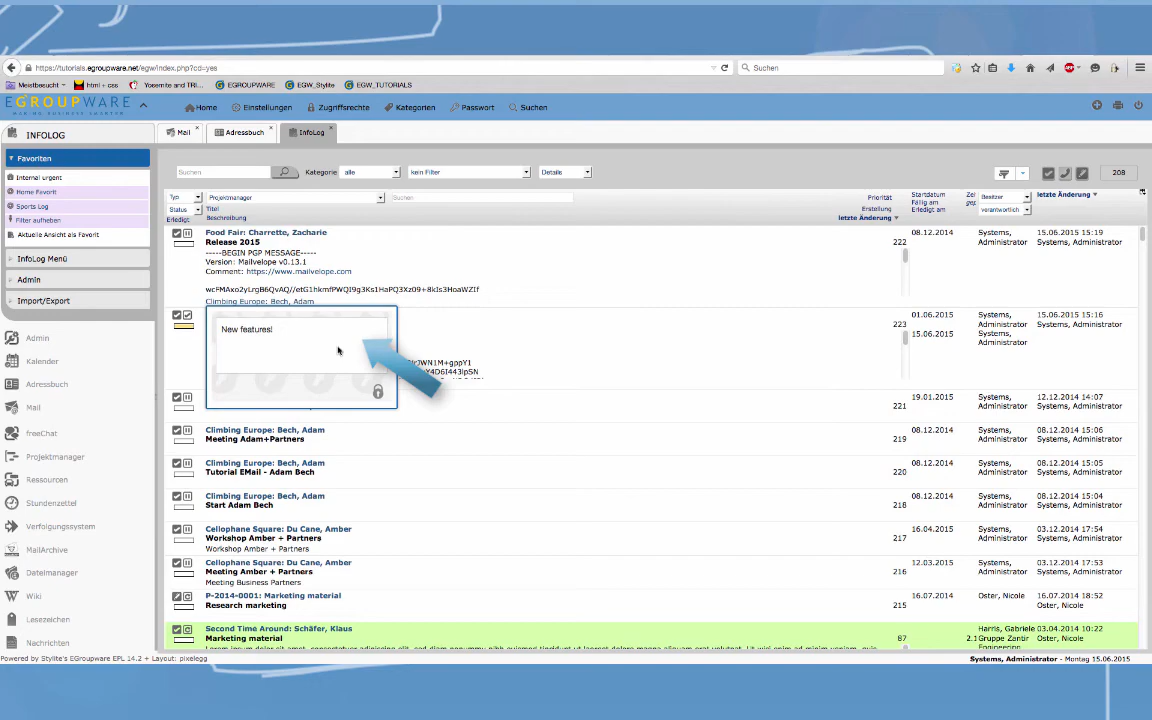 https://tutorials.egroupware.net/egw/index.php?cd=yes
Suchen
Meistbesucht
html + css
Yosemite and TRI...
EGROUPWARE
EGW_Stylite
EGW_TUTORIALS
EGROUPWARE
MAKING BUSINESS SMARTER
Home
Einstellungen
Zugriffsrechte
Kategorien
Passwort
Suchen
INFOLOG
Mail
Adressbuch
InfoLog
Favoriten
Internal urgent
Home Favorit
Sports Log
Filter aufheben
Aktuelle Ansicht als Favorit
InfoLog Menü
Admin
Import/Export
Admin
Kalender
Adressbuch
Mail
freeChat
Projektmanager
Ressourcen
Stundenzettel
Verfolgungssystem
MailArchive
Dateimanager
Wiki
Lesezeichen
Nachrichten
Suchen
Kategorie
alle
kein Filter
Details
208
Typ
Status
Erledigt
Projektmanager
Suchen
Titel
Beschreibung
Priorität
Erstellung
letzte Änderung
Startdatum
Fällig am
Erledigt am
Besitzer
verantwortlich
letzte Änderung
Food Fair: Charrette, Zacharie
Release 2015
-----BEGIN PGP MESSAGE-----
Version: Mailvelope v0.13.1
Comment: https://www.mailvelope.com
222
08.12.2014
Systems, Administrator
15.06.2015 15:19
Systems, Administrator
Climbing Europe: Bech, Adam
New features!
223
01.06.2015
15.06.2015
Systems, Administrator
15.06.2015 15:16
Systems, Administrator
221
19.01.2015
Systems, Administrator
12.12.2014 14:07
Systems, Administrator
Climbing Europe: Bech, Adam
Meeting Adam+Partners
219
08.12.2014
Systems, Administrator
08.12.2014 15:06
Systems, Administrator
Climbing Europe: Bech, Adam
Tutorial EMail - Adam Bech
220
08.12.2014
Systems, Administrator
08.12.2014 15:05
Systems, Administrator
Climbing Europe: Bech, Adam
Start Adam Bech
218
08.12.2014
Systems, Administrator
08.12.2014 15:04
Systems, Administrator
Cellophane Square: Du Cane, Amber
Workshop Amber + Partners
Workshop Amber + Partners
217
16.04.2015
Systems, Administrator
03.12.2014 17:54
Systems, Administrator
Cellophane Square: Du Cane, Amber
Meeting Amber + Partners
Meeting Business Partners
216
12.03.2015
Systems, Administrator
03.12.2014 17:53
Systems, Administrator
P-2014-0001: Marketing material
Research marketing
215
16.07.2014
Oster, Nicole
16.07.2014 18:52
Oster, Nicole
Second Time Around: Schäfer, Klaus
Marketing material
87
Harris, Gabriele
Gruppe Zantir
Engineering
03.04.2014 10:22
Oster, Nicole
Powered by Stylite's EGroupware EPL 14.2 + Layout: pixelegg
Systems, Administrator - Montag 15.06.2015